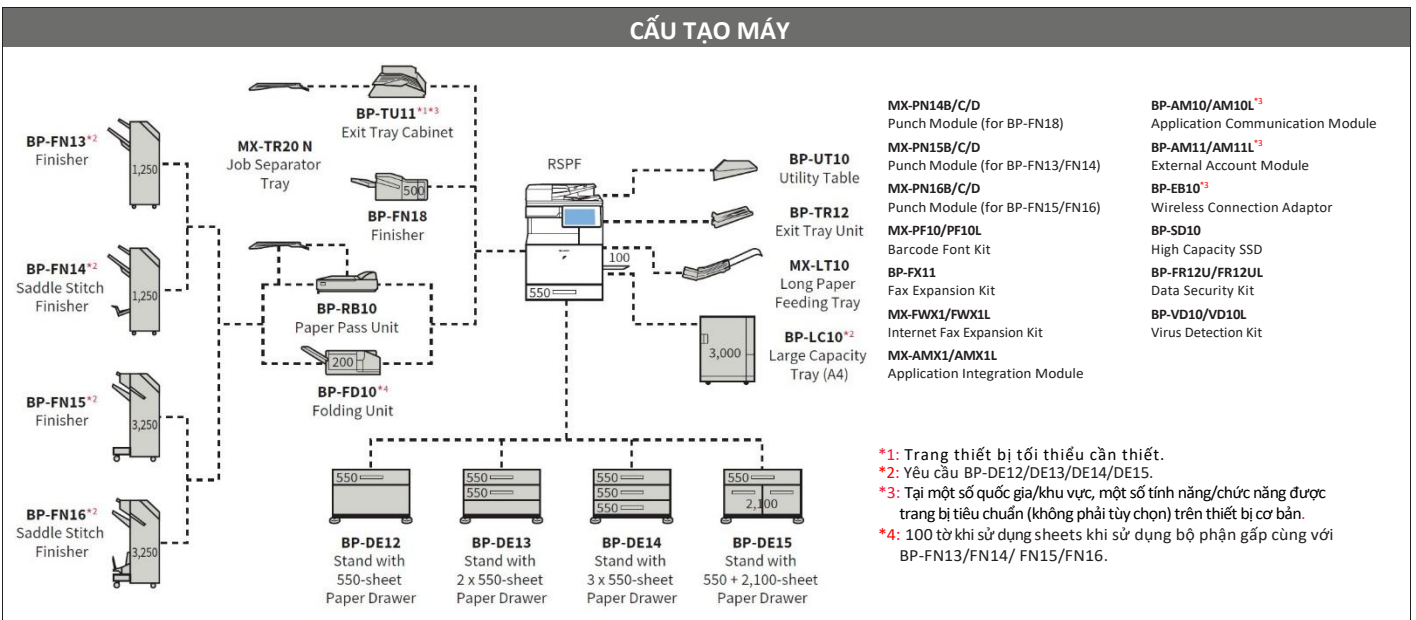 CẤU TẠO MÁY
BP-TU11*1*3
Exit Tray Cabinet
MX-TR20 N
Job Separator
Tray
BP-FN13*2
Finisher
1,250
500
BP-FN18
Finisher
BP-FN14*2
Saddle Stitch
Finisher
1,250
BP-RB10
Paper Pass Unit
200
BP-FD10*4
Folding Unit
BP-FN15*2
Finisher
3,250
BP-FN16*2
Saddle Stitch
Finisher
3,250
RSPF
100
550
BP-UT10
Utility Table
BP-TR12
Exit Tray Unit
MX-LT10
Long Paper
Feeding Tray
BP-LC10*2
Large Capacity
Tray (A4)
3,000
550
BP-DE12
Stand with
550-sheet
Paper Drawer
550
550
BP-DE13
Stand with
2 x 550-sheet
Paper Drawer
550
550
550
BP-DE14
Stand with
3 x 550-sheet
Paper Drawer
550
2,100
BP-DE15
Stand with
550 + 2,100-sheet
Paper Drawer
MX-PN14B/C/D
Punch Module (for BP-FN18)
MX-PN15B/C/D
Punch Module (for BP-FN13/FN14)
MX-PN16B/C/D
Punch Module (for BP-FN15/FN16)
MX-PF10/PF10L
Barcode Font Kit
BP-FX11
Fax Expansion Kit
MX-FWX1/FWX1L
Internet Fax Expansion Kit
MX-AMX1/AMX1L
Application Integration Module
BP-AM10/AM10L*3
Application Communication Module
BP-AM11/AM11L*3
External Account Module
BP-EB10*3
Wireless Connection Adaptor
BP-SD10
High Capacity SSD
BP-FR12U/FR12UL
Data Security Kit
BP-VD10/VD10L
Virus Detection Kit
*1: Trang thiết bị tối thiểu cần thiết.
*2: Yêu cầu BP-DE12/DE13/DE14/DE15.
*3: Tại một số quốc gia/khu vực, một số tính năng/chức năng được
trang bị tiêu chuẩn (không phải tùy chọn) trên thiết bị cơ bản.
*4: 100 tờ khi sử dụng sheets khi sử dụng bộ phận gấp cùng với
BP-FN13/FN14/ FN15/FN16.